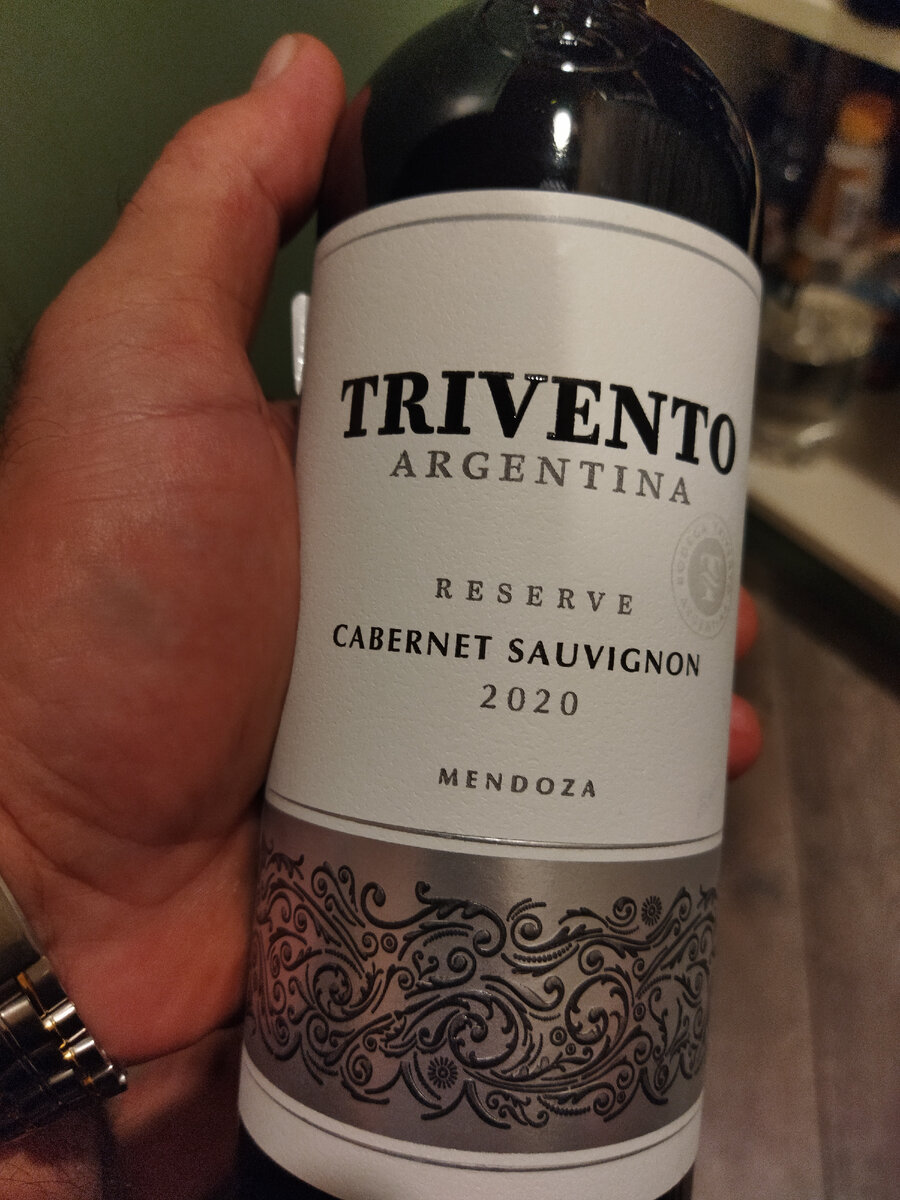 TRIVENTO
ARGENTINA
RESERVE
CABERNET SAUVIGNON
2020
MENDOZA